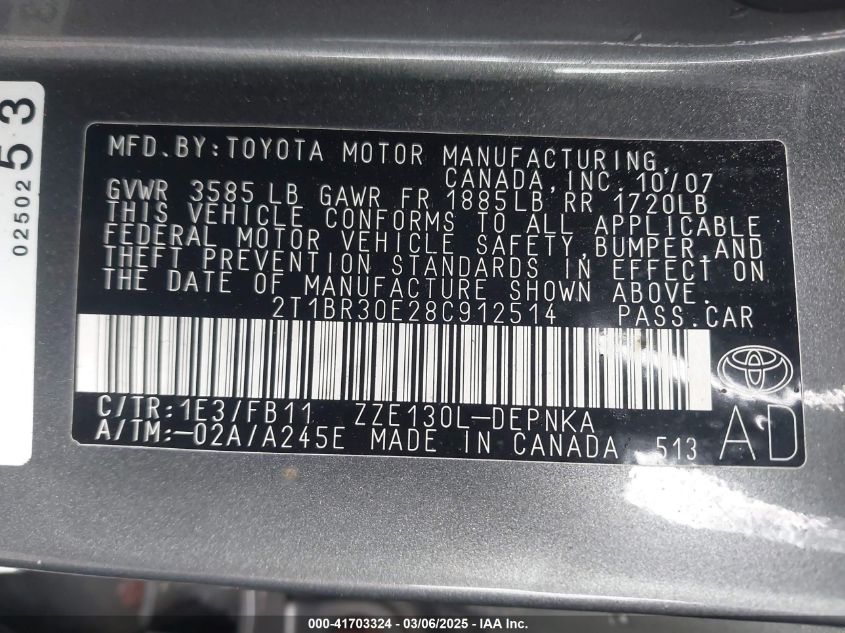 MFD.BY:TOYOTA MOTOR MANUFACTURING,
CANADA,INC. 10/07
GVWR 3585 LB GAWR FR 1885LB,RR 1720LB
THIS VEHICLE CONFORMS TO ALL APPLICABLE
FEDERAL MOTOR VEHICLE SAFETY,BUMPER,AND
THEFT PREVENTION STANDARDS IN EFFECT ON
THE DATE OF MANUFACTURE SHOWN ABOVE.
2T1BR30E28C912514 PASS.CAR
C/TR:1E3/FB11 ZZE130L-DEPNKA
A/TM:-02A/A245E MADE IN CANADA 513
AD
02502
53
000-41703324 | 03/06/2025 | IAA, Inc.